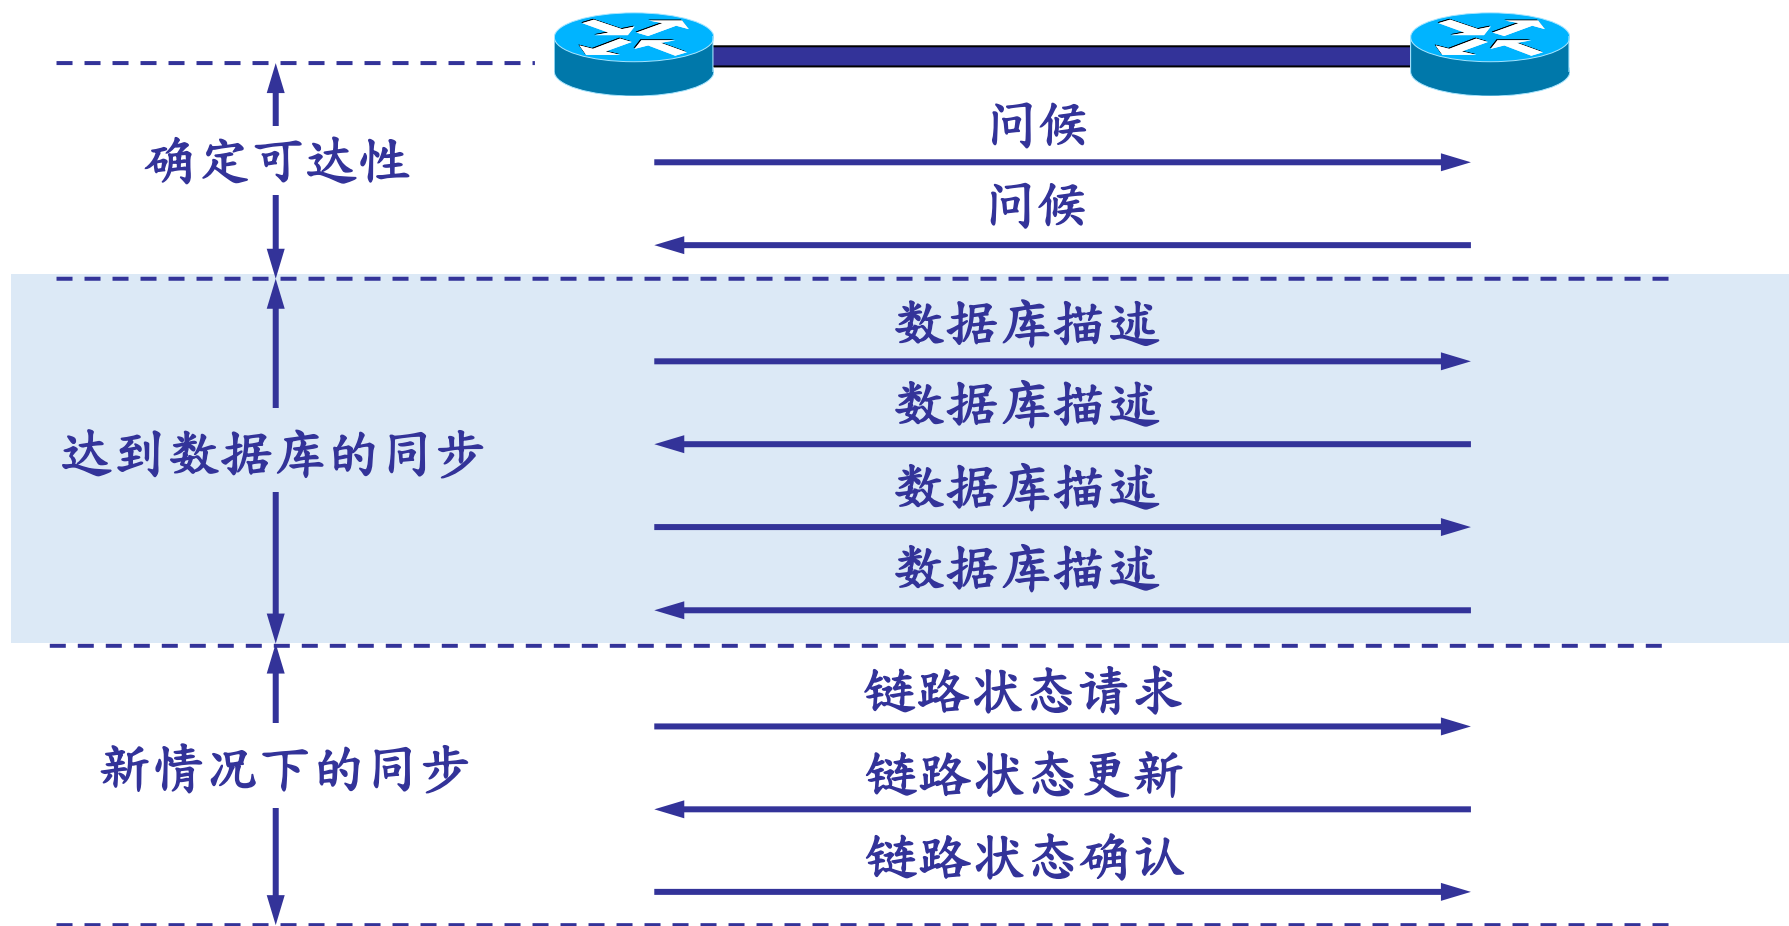 问候
确定可达性
问候
数据库描述
数据库描述
达到数据库的同步
数据库描述
数据库描述
链路状态请求
新情况下的同步
链路状态更新
链路状态确认